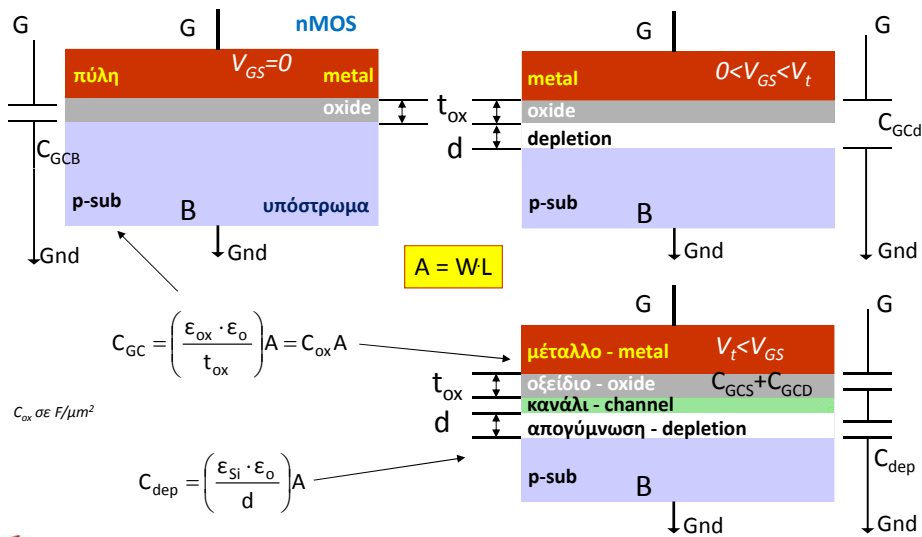 nMOS
G
G
πύλη
V_GS=0
metal
oxide
C_GCB
p-sub
B
υπόστρωμα
Gnd
Gnd
t_ox
d
G
G
metal
0<V_GS<V_t
oxide
depletion
C_GCd
p-sub
B
Gnd
Gnd
A = W·L
C_GC = (ε_ox · ε_o / t_ox) A = C_ox A
C_ox σε F/μm²
C_dep = (ε_Si · ε_o / d) A
G
G
μέταλλο - metal
V_t<V_GS
t_ox
οξείδιο - oxide
C_GCS+C_GCD
κανάλι - channel
d
απογύμνωση - depletion
C_dep
p-sub
B
Gnd
Gnd